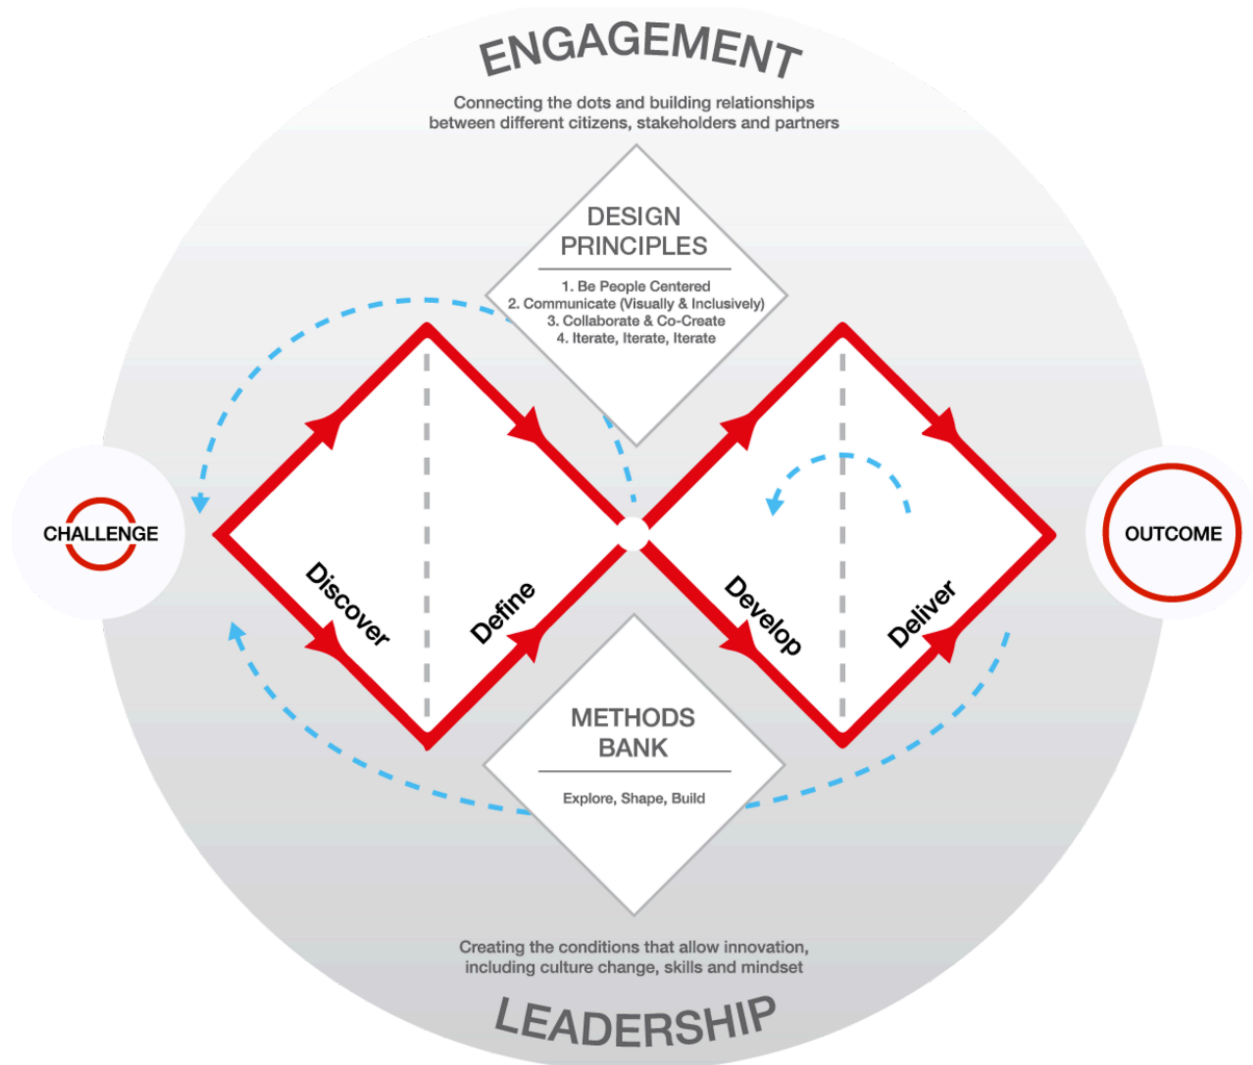 ENGAGEMENT
Connecting the dots and building relationships
between different citizens, stakeholders and partners
DESIGN
PRINCIPLES
1. Be People Centered
2. Communicate (Visually & Inclusively)
3. Collaborate & Co-Create
4. Iterate, Iterate, Iterate
CHALLENGE
Discover
Define
Develop
Deliver
OUTCOME
METHODS
BANK
Explore, Shape, Build
Creating the conditions that allow innovation,
including culture change, skills and mindset
LEADERSHIP